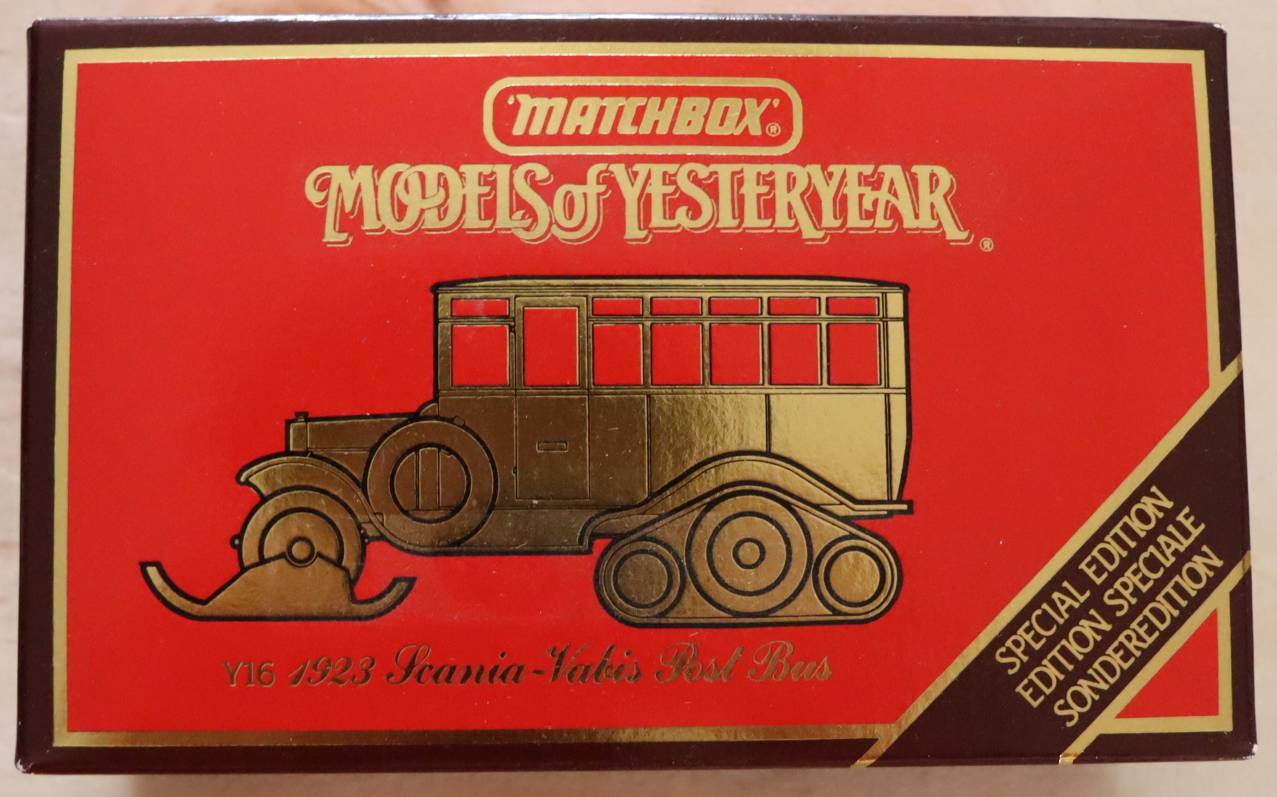 'MATCHBOX'®
MODELS of YESTERYEAR®
Y16 1923 Scania-Vabis Post Bus
SPECIAL EDITION
EDITION SPECIALE
SONDEREDITION